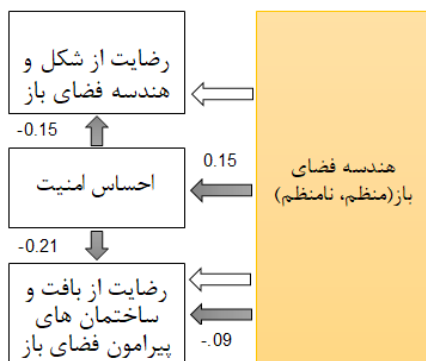 رضایت از شکل و
هندسه فضای باز
-0.15
احساس امنیت
0.15
هندسه فضای
باز(منظم، نامنظم)
-0.21
رضایت از بافت و
ساختمان های
پیرامون فضای باز
-.09